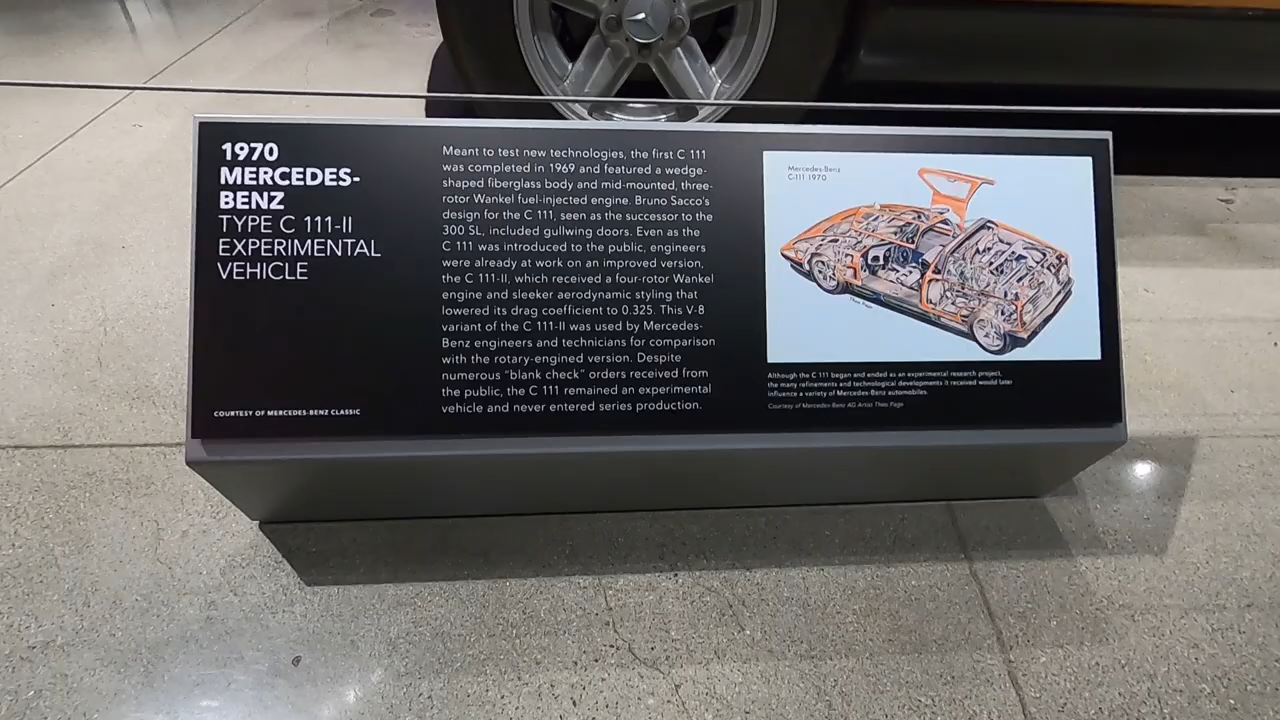 1970
MERCEDES-
BENZ
TYPE C 111-II
EXPERIMENTAL
VEHICLE
COURTESY OF MERCEDES-BENZ CLASSIC
Meant to test new technologies, the first C 111
was completed in 1969 and featured a wedge-
shaped fiberglass body and mid-mounted, three-
rotor Wankel fuel-injected engine. Bruno Sacco's
design for the C 111, seen as the successor to the
300 SL, included gullwing doors. Even as the
C 111 was introduced to the public, engineers
were already at work on an improved version,
the C 111-II, which received a four-rotor Wankel
engine and sleeker aerodynamic styling that
lowered its drag coefficient to 0.325. This V-8
variant of the C 111-II was used by Mercedes-
Benz engineers and technicians for comparison
with the rotary-engined version. Despite
numerous "blank check" orders received from
the public, the C 111 remained an experimental
vehicle and never entered series production.
Mercedes-Benz
C-111 1970
Theo Page
Although the C 111 began and ended as an experimental research project,
the many refinements and technological developments it received would later
influence a variety of Mercedes-Benz automobiles.
Courtesy of Mercedes-Benz AG Artist Theo Page